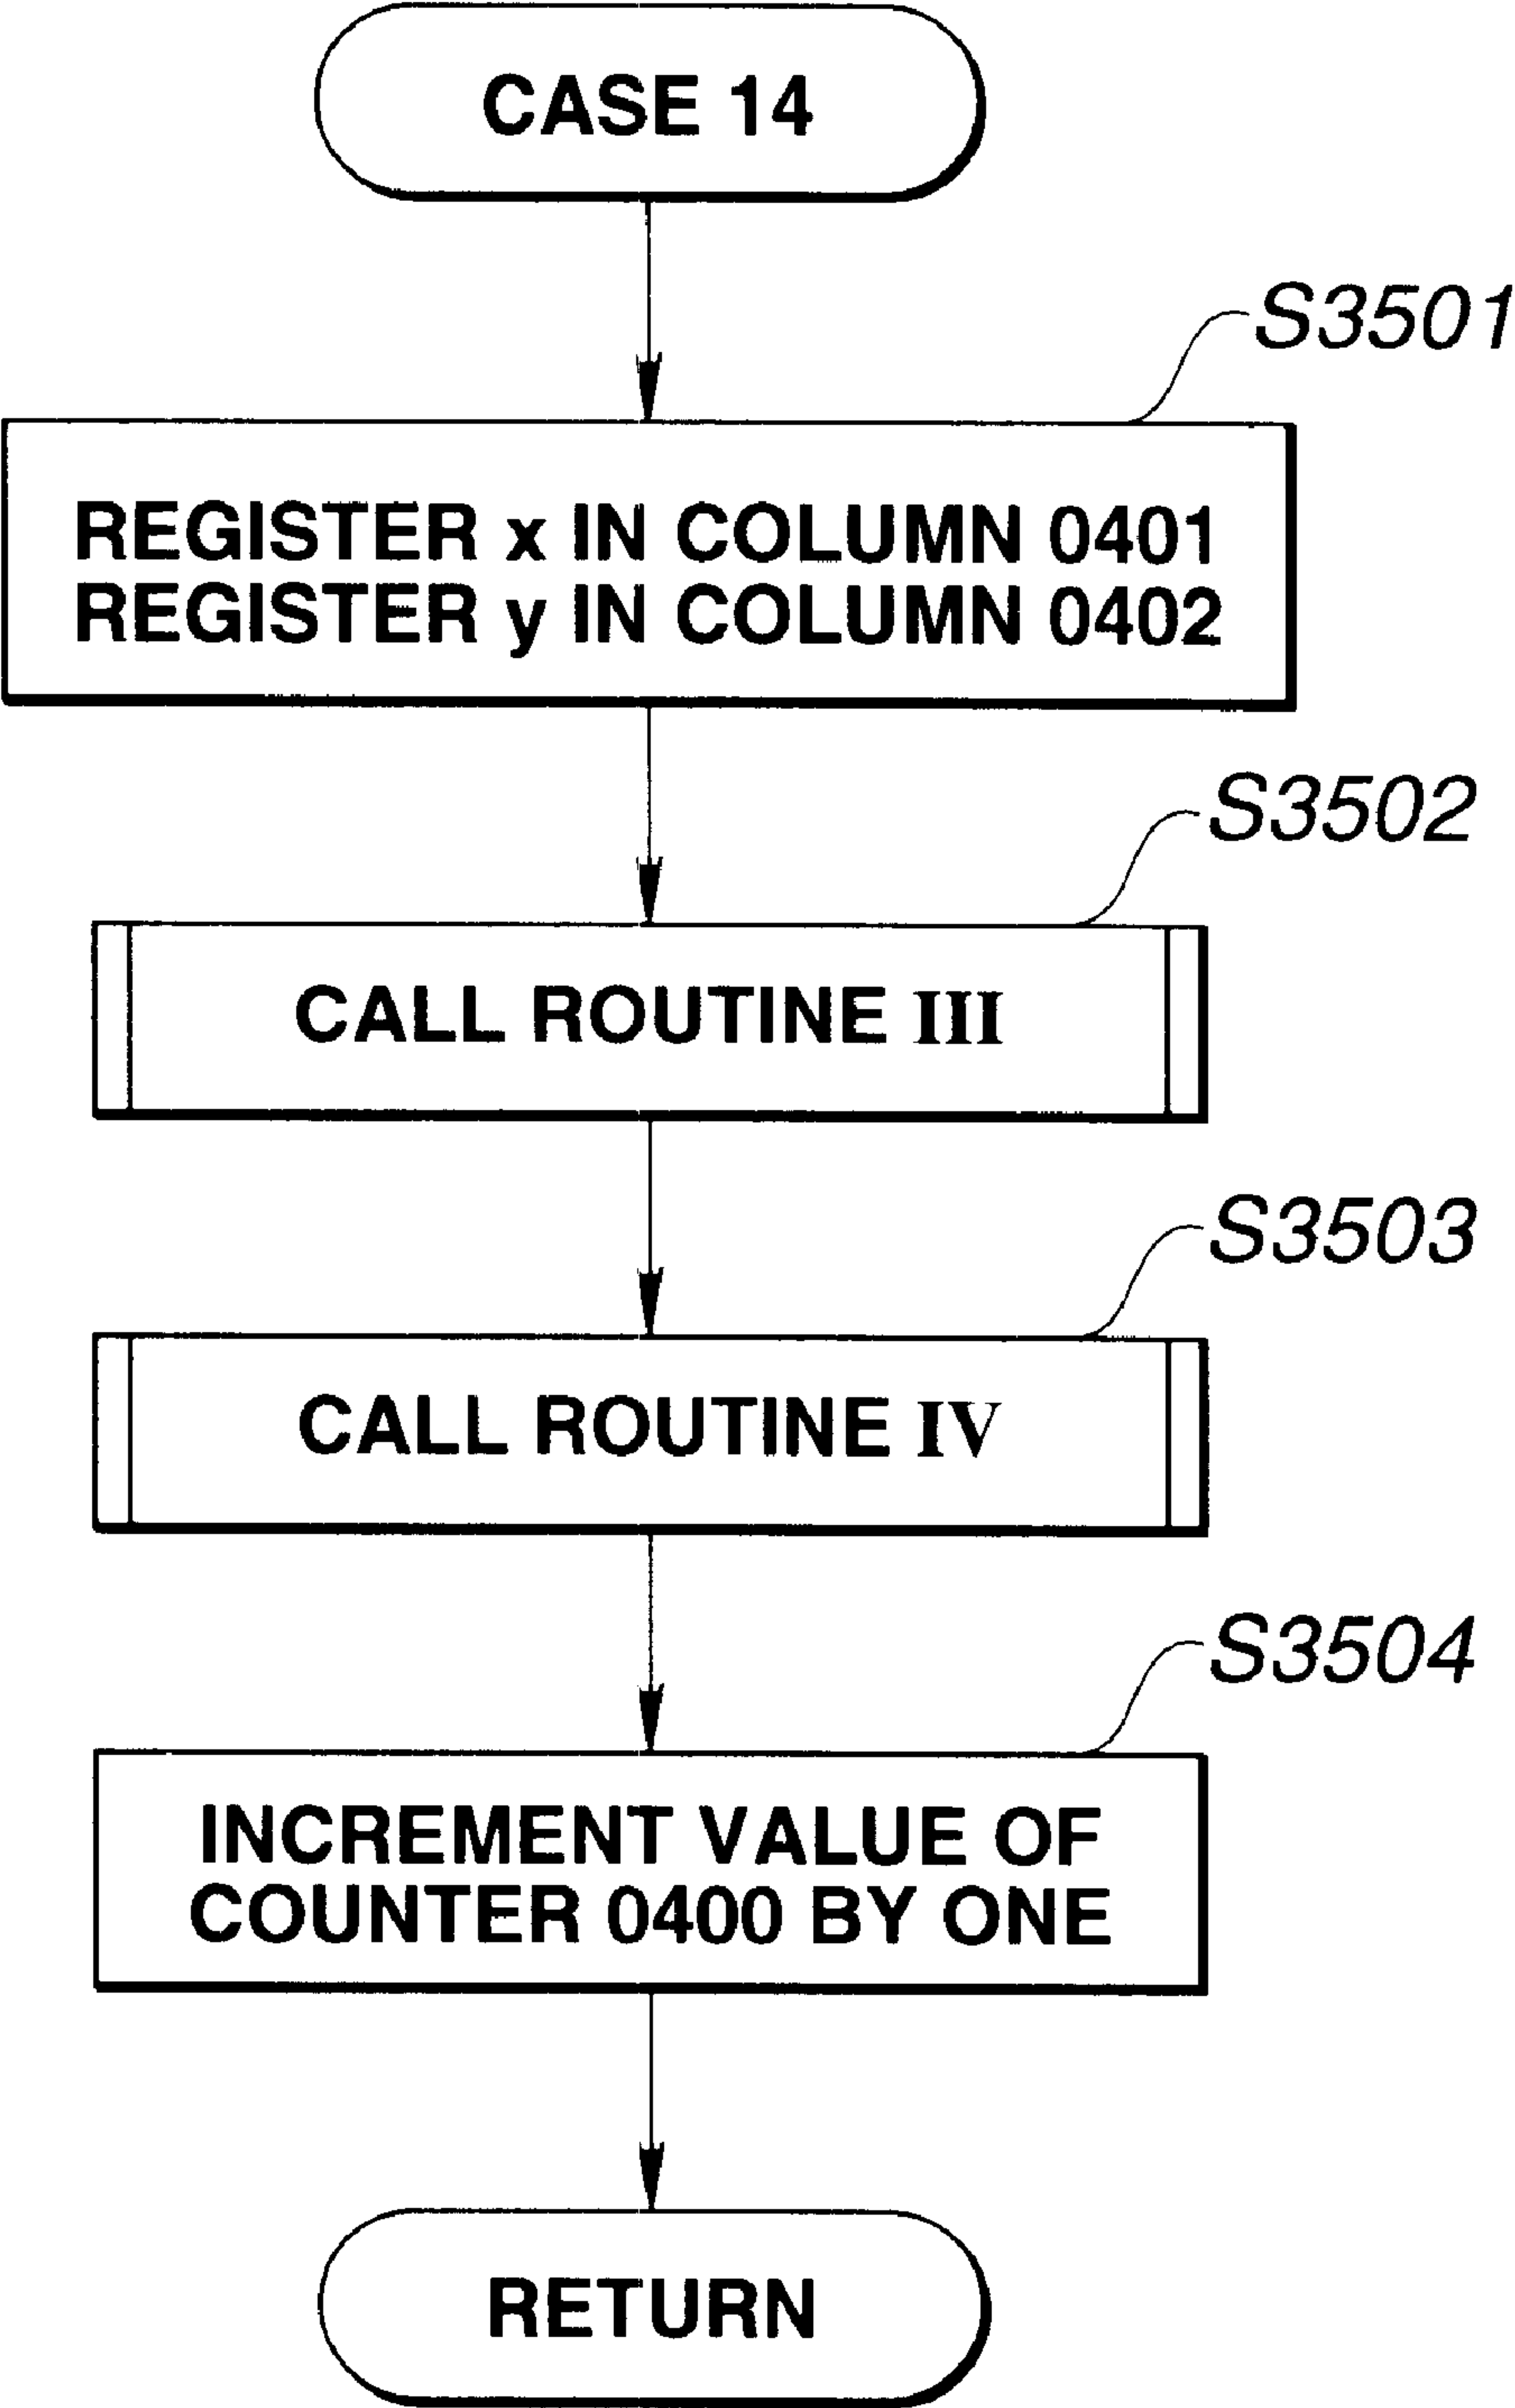 CASE 14
S3501
REGISTER x IN COLUMN 0401
REGISTER y IN COLUMN 0402
S3502
CALL ROUTINE III
S3503
CALL ROUTINE IV
S3504
INCREMENT VALUE OF
COUNTER 0400 BY ONE
RETURN